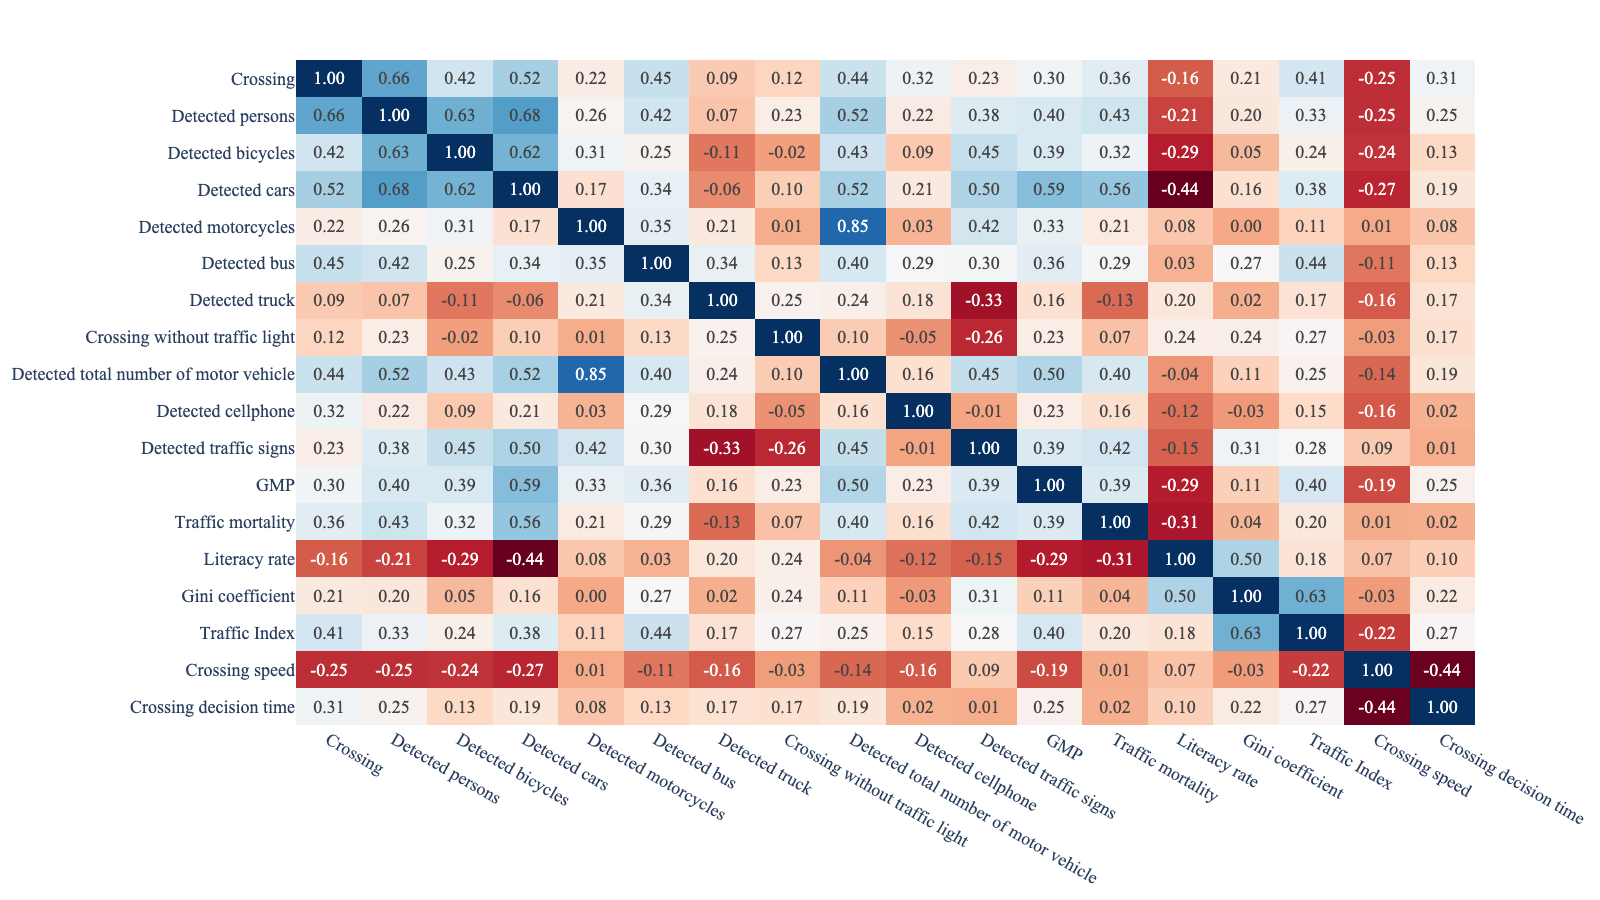 Crossing 1.00 0.66 0.42 0.52 0.22 0.45 0.09 0.12 0.44 0.32 0.23 0.30 0.36 -0.16 0.21 0.41 -0.25 0.31
Detected persons 0.66 1.00 0.63 0.68 0.26 0.42 0.07 0.23 0.52 0.22 0.38 0.40 0.43 -0.21 0.20 0.33 -0.25 0.25
Detected bicycles 0.42 0.63 1.00 0.62 0.31 0.25 -0.11 -0.02 0.43 0.09 0.45 0.39 0.32 -0.29 0.05 0.24 -0.24 0.13
Detected cars 0.52 0.68 0.62 1.00 0.17 0.34 -0.06 0.10 0.52 0.21 0.50 0.59 0.56 -0.44 0.16 0.38 -0.27 0.19
Detected motorcycles 0.22 0.26 0.31 0.17 1.00 0.35 0.21 0.01 0.85 0.03 0.42 0.33 0.21 0.08 0.00 0.11 0.01 0.08
Detected bus 0.45 0.42 0.25 0.34 0.35 1.00 0.34 0.13 0.40 0.29 0.30 0.36 0.29 0.03 0.27 0.44 -0.11 0.13
Detected truck 0.09 0.07 -0.11 -0.06 0.21 0.34 1.00 0.25 0.24 0.18 -0.33 0.16 -0.13 0.20 0.02 0.17 -0.16 0.17
Crossing without traffic light 0.12 0.23 -0.02 0.10 0.01 0.13 0.25 1.00 0.10 -0.05 -0.26 0.23 0.07 0.24 0.24 0.27 -0.03 0.17
Detected total number of motor vehicle 0.44 0.52 0.43 0.52 0.85 0.40 0.24 0.10 1.00 0.16 0.45 0.50 0.40 -0.04 0.11 0.25 -0.14 0.19
Detected cellphone 0.32 0.22 0.09 0.21 0.03 0.29 0.18 -0.05 0.16 1.00 -0.01 0.23 0.16 -0.12 -0.03 0.15 -0.16 0.02
Detected traffic signs 0.23 0.38 0.45 0.50 0.42 0.30 -0.33 -0.26 0.45 -0.01 1.00 0.39 0.42 -0.15 0.31 0.28 0.09 0.01
GMP 0.30 0.40 0.39 0.59 0.33 0.36 0.16 0.23 0.50 0.23 0.39 1.00 0.39 -0.29 0.11 0.40 -0.19 0.25
Traffic mortality 0.36 0.43 0.32 0.56 0.21 0.29 -0.13 0.07 0.40 0.16 0.42 0.39 1.00 -0.31 0.04 0.20 0.01 0.02
Literacy rate -0.16 -0.21 -0.29 -0.44 0.08 0.03 0.20 0.24 -0.04 -0.12 -0.15 -0.29 -0.31 1.00 0.50 0.18 0.07 0.10
Gini coefficient 0.21 0.20 0.05 0.16 0.00 0.27 0.02 0.24 0.11 -0.03 0.31 0.11 0.04 0.50 1.00 0.63 -0.03 0.22
Traffic Index 0.41 0.33 0.24 0.38 0.11 0.44 0.17 0.27 0.25 0.15 0.28 0.40 0.20 0.18 0.63 1.00 -0.22 0.27
Crossing speed -0.25 -0.25 -0.24 -0.27 0.01 -0.11 -0.16 -0.03 -0.14 -0.16 0.09 -0.19 0.01 0.07 -0.03 -0.22 1.00 -0.44
Crossing decision time 0.31 0.25 0.13 0.19 0.08 0.13 0.17 0.17 0.19 0.02 0.01 0.25 0.02 0.10 0.22 0.27 -0.44 1.00
Crossing
Detected persons
Detected bicycles
Detected cars
Detected motorcycles
Detected bus
Detected truck
Crossing without traffic light
Detected total number of motor vehicle
Detected cellphone
Detected traffic signs
GMP
Traffic mortality
Literacy rate
Gini coefficient
Traffic Index
Crossing speed
Crossing decision time